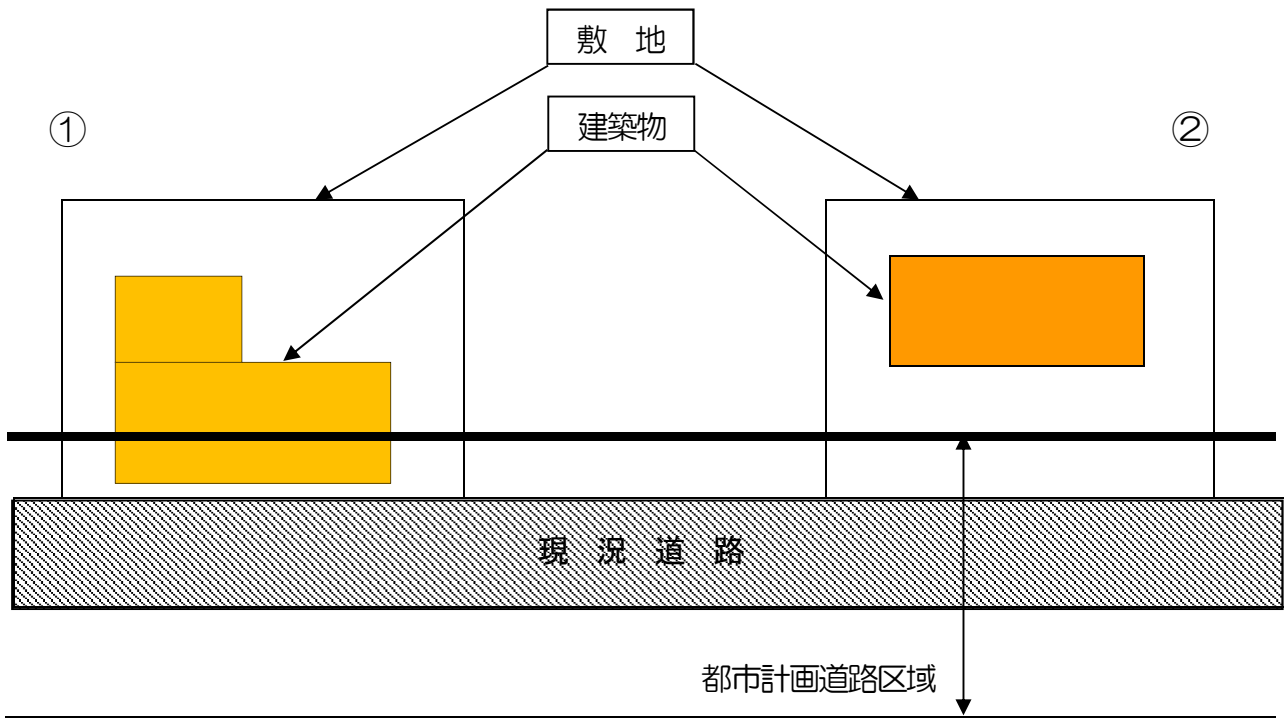 敷 地
建築物
①
②
現 況 道 路
都市計画道路区域